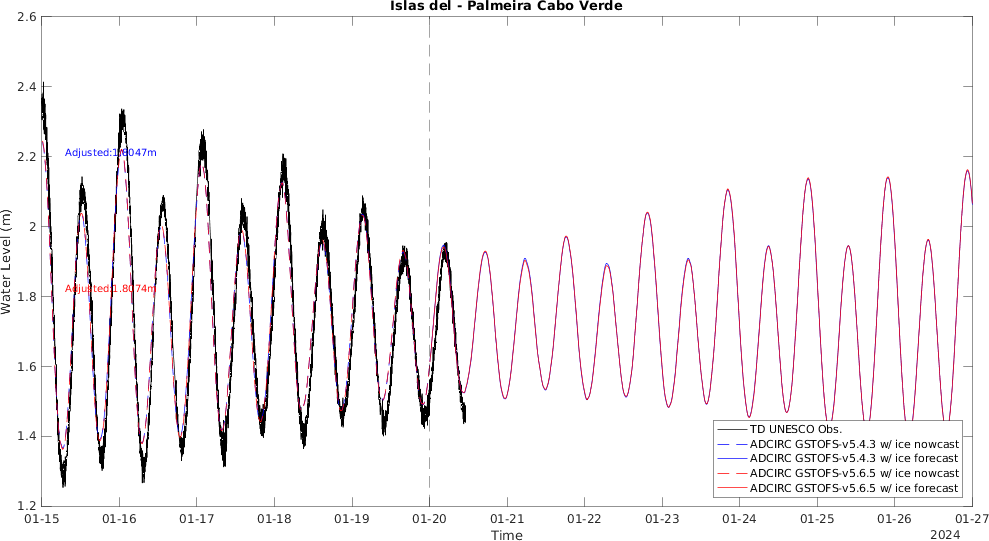 Islas del - Palmeira Cabo Verde
2.6
2.4
2.2
2
1.8
1.6
1.4
1.2
Water Level (m)
Adjusted:1.8047m
Adjusted:1.8074m
TD UNESCO Obs.
ADCIRC GSTOFS-v5.4.3 w/ ice nowcast
ADCIRC GSTOFS-v5.4.3 w/ ice forecast
ADCIRC GSTOFS-v5.6.5 w/ ice nowcast
ADCIRC GSTOFS-v5.6.5 w/ ice forecast
01-15 01-16 01-17 01-18 01-19 01-20 01-21 01-22 01-23 01-24 01-25 01-26 01-27
Time
2024